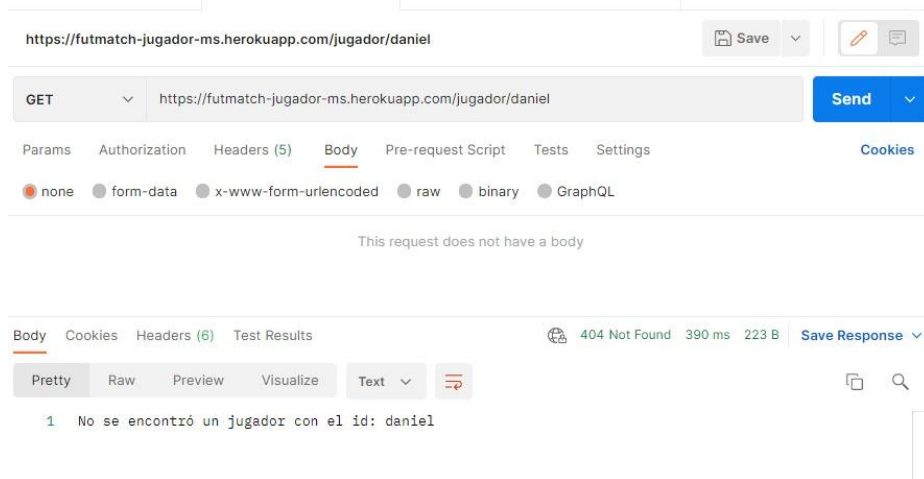 https://futmatch-jugador-ms.herokuapp.com/jugador/daniel Save
GET https://futmatch-jugador-ms.herokuapp.com/jugador/daniel Send
Params Authorization Headers (5) Body Pre-request Script Tests Settings Cookies
none form-data x-www-form-urlencoded raw binary GraphQL
This request does not have a body
Body Cookies Headers (6) Test Results 404 Not Found 390 ms 223 B Save Response
Pretty Raw Preview Visualize Text
1 No se encontró un jugador con el id: daniel